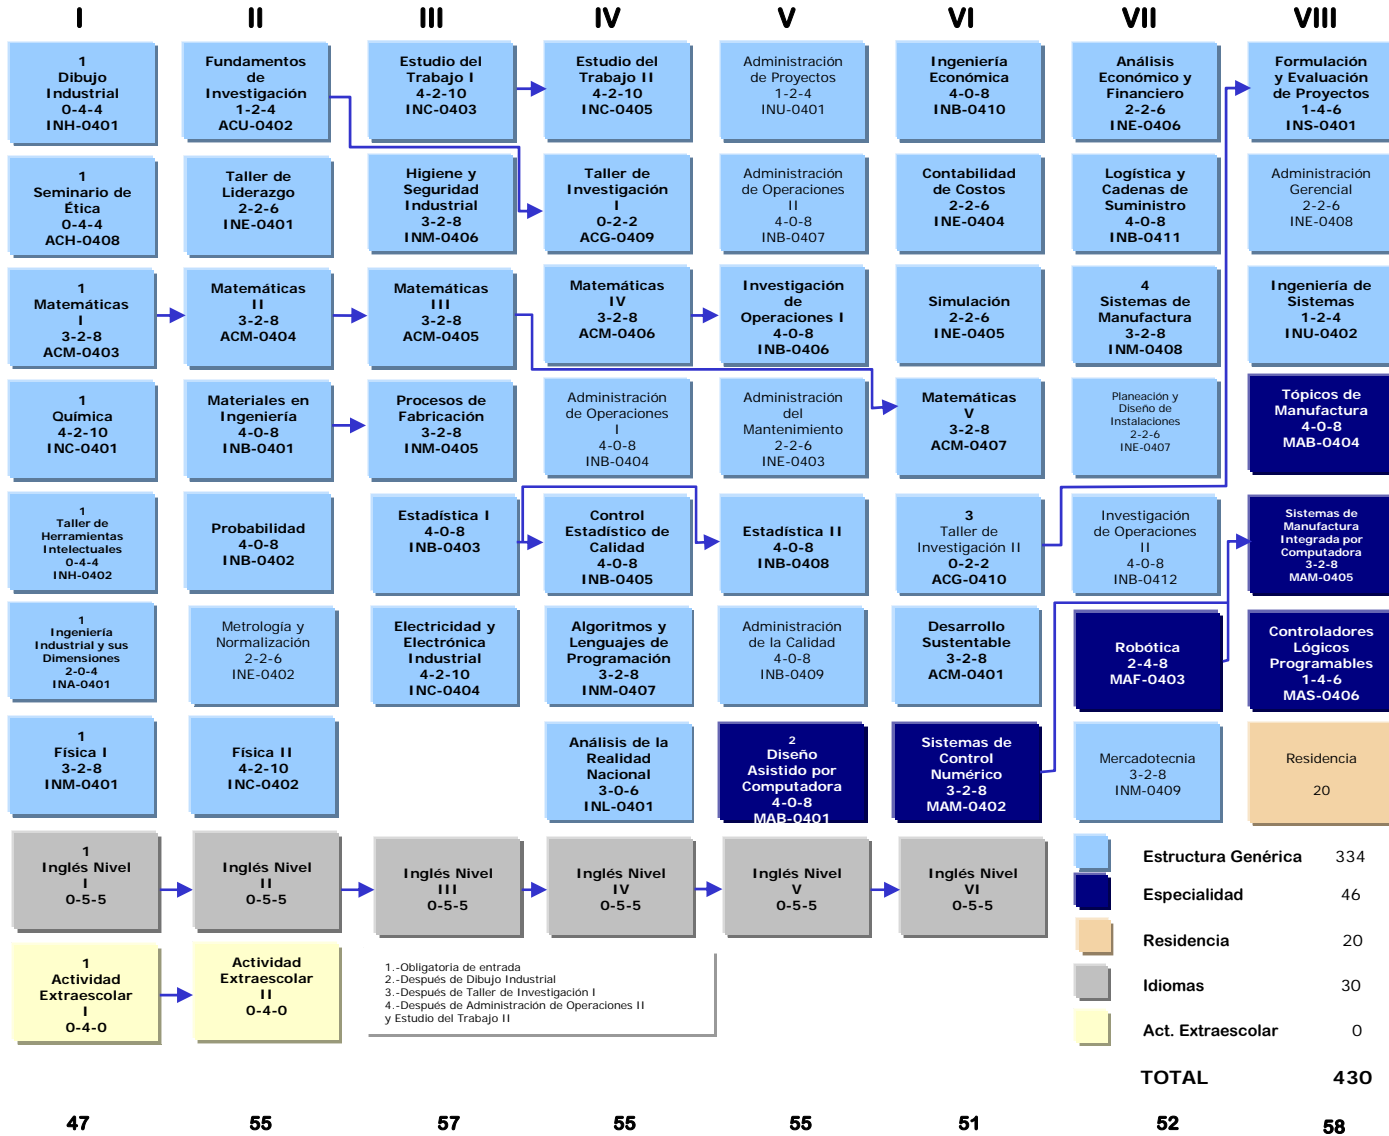 I
II
III
IV
V
VI
VII
VIII
1
Dibujo
Industrial
0-4-4
INH-0401
Fundamentos
de
Investigación
1-2-4
ACU-0402
Estudio del
Trabajo I
4-2-10
INC-0403
Estudio del
Trabajo II
4-2-10
INC-0405
Administración
de Proyectos
1-2-4
INU-0401
Ingeniería
Económica
4-0-8
INB-0410
Análisis
Económico y
Financiero
2-2-6
INE-0406
Formulación
y Evaluación
de Proyectos
1-4-6
INS-0401
1
Seminario de
Ética
0-4-4
ACH-0408
Taller de
Liderazgo
2-2-6
INE-0401
Higiene y
Seguridad
Industrial
3-2-8
INM-0406
Taller de
Investigación
I
0-2-2
ACG-0409
Administración
de Operaciones
II
4-0-8
INB-0407
Contabilidad
de Costos
2-2-6
INE-0404
Logística y
Cadenas de
Suministro
4-0-8
INB-0411
Administración
Gerencial
2-2-6
INE-0408
1
Matemáticas
I
3-2-8
ACM-0403
Matemáticas
II
3-2-8
ACM-0404
Matemáticas
III
3-2-8
ACM-0405
Matemáticas
IV
3-2-8
ACM-0406
Investigación
de
Operaciones I
4-0-8
INB-0406
Simulación
2-2-6
INE-0405
4
Sistemas de
Manufactura
3-2-8
INM-0408
Ingeniería de
Sistemas
1-2-4
INU-0402
1
Química
4-2-10
INC-0401
Materiales en
Ingeniería
4-0-8
INB-0401
Procesos de
Fabricación
3-2-8
INM-0405
Administración
de Operaciones
I
4-0-8
INB-0404
Administración
del
Mantenimiento
2-2-6
INE-0403
Matemáticas
V
3-2-8
ACM-0407
Planeación y
Diseño de
Instalaciones
2-2-6
INE-0407
Tópicos de
Manufactura
4-0-8
MAB-0404
1
Taller de
Herramientas
Intelectuales
0-4-4
INH-0402
Probabilidad
4-0-8
INB-0402
Estadística I
4-0-8
INB-0403
Control
Estadístico de
Calidad
4-0-8
INB-0405
Estadística II
4-0-8
INB-0408
3
Taller de
Investigación II
0-2-2
ACG-0410
Investigación
de Operaciones
II
4-0-8
INB-0412
Sistemas de
Manufactura
Integrada por
Computadora
3-2-8
MAM-0405
1
Ingeniería
Industrial y sus
Dimensiones
2-0-4
INA-0401
Metrología y
Normalización
2-2-6
INE-0402
Electricidad y
Electrónica
Industrial
4-2-10
INC-0404
Algoritmos y
Lenguajes de
Programación
3-2-8
INM-0407
Administración
de la Calidad
4-0-8
INB-0409
Desarrollo
Sustentable
3-2-8
ACM-0401
Robótica
2-4-8
MAF-0403
Controladores
Lógicos
Programables
1-4-6
MAS-0406
1
Física I
3-2-8
INM-0401
Física II
4-2-10
INC-0402
Análisis de la
Realidad
Nacional
3-0-6
INL-0401
2
Diseño
Asistido por
Computadora
4-0-8
MAB-0401
Sistemas de
Control
Numérico
3-2-8
MAM-0402
Mercadotecnia
3-2-8
INM-0409
Residencia
20
1
Inglés Nivel
I
0-5-5
Inglés Nivel
II
0-5-5
Inglés Nivel
III
0-5-5
Inglés Nivel
IV
0-5-5
Inglés Nivel
V
0-5-5
Inglés Nivel
VI
0-5-5
Estructura Genérica 334
Especialidad 46
Residencia 20
Idiomas 30
Act. Extraescolar 0
TOTAL 430
1
Actividad
Extraescolar
I
0-4-0
Actividad
Extraescolar
II
0-4-0
1.-Obligatoria de entrada
2.-Después de Dibujo Industrial
3.-Después de Taller de Investigación I
4.-Después de Administración de Operaciones II
y Estudio del Trabajo II
47
55
57
55
55
51
52
58